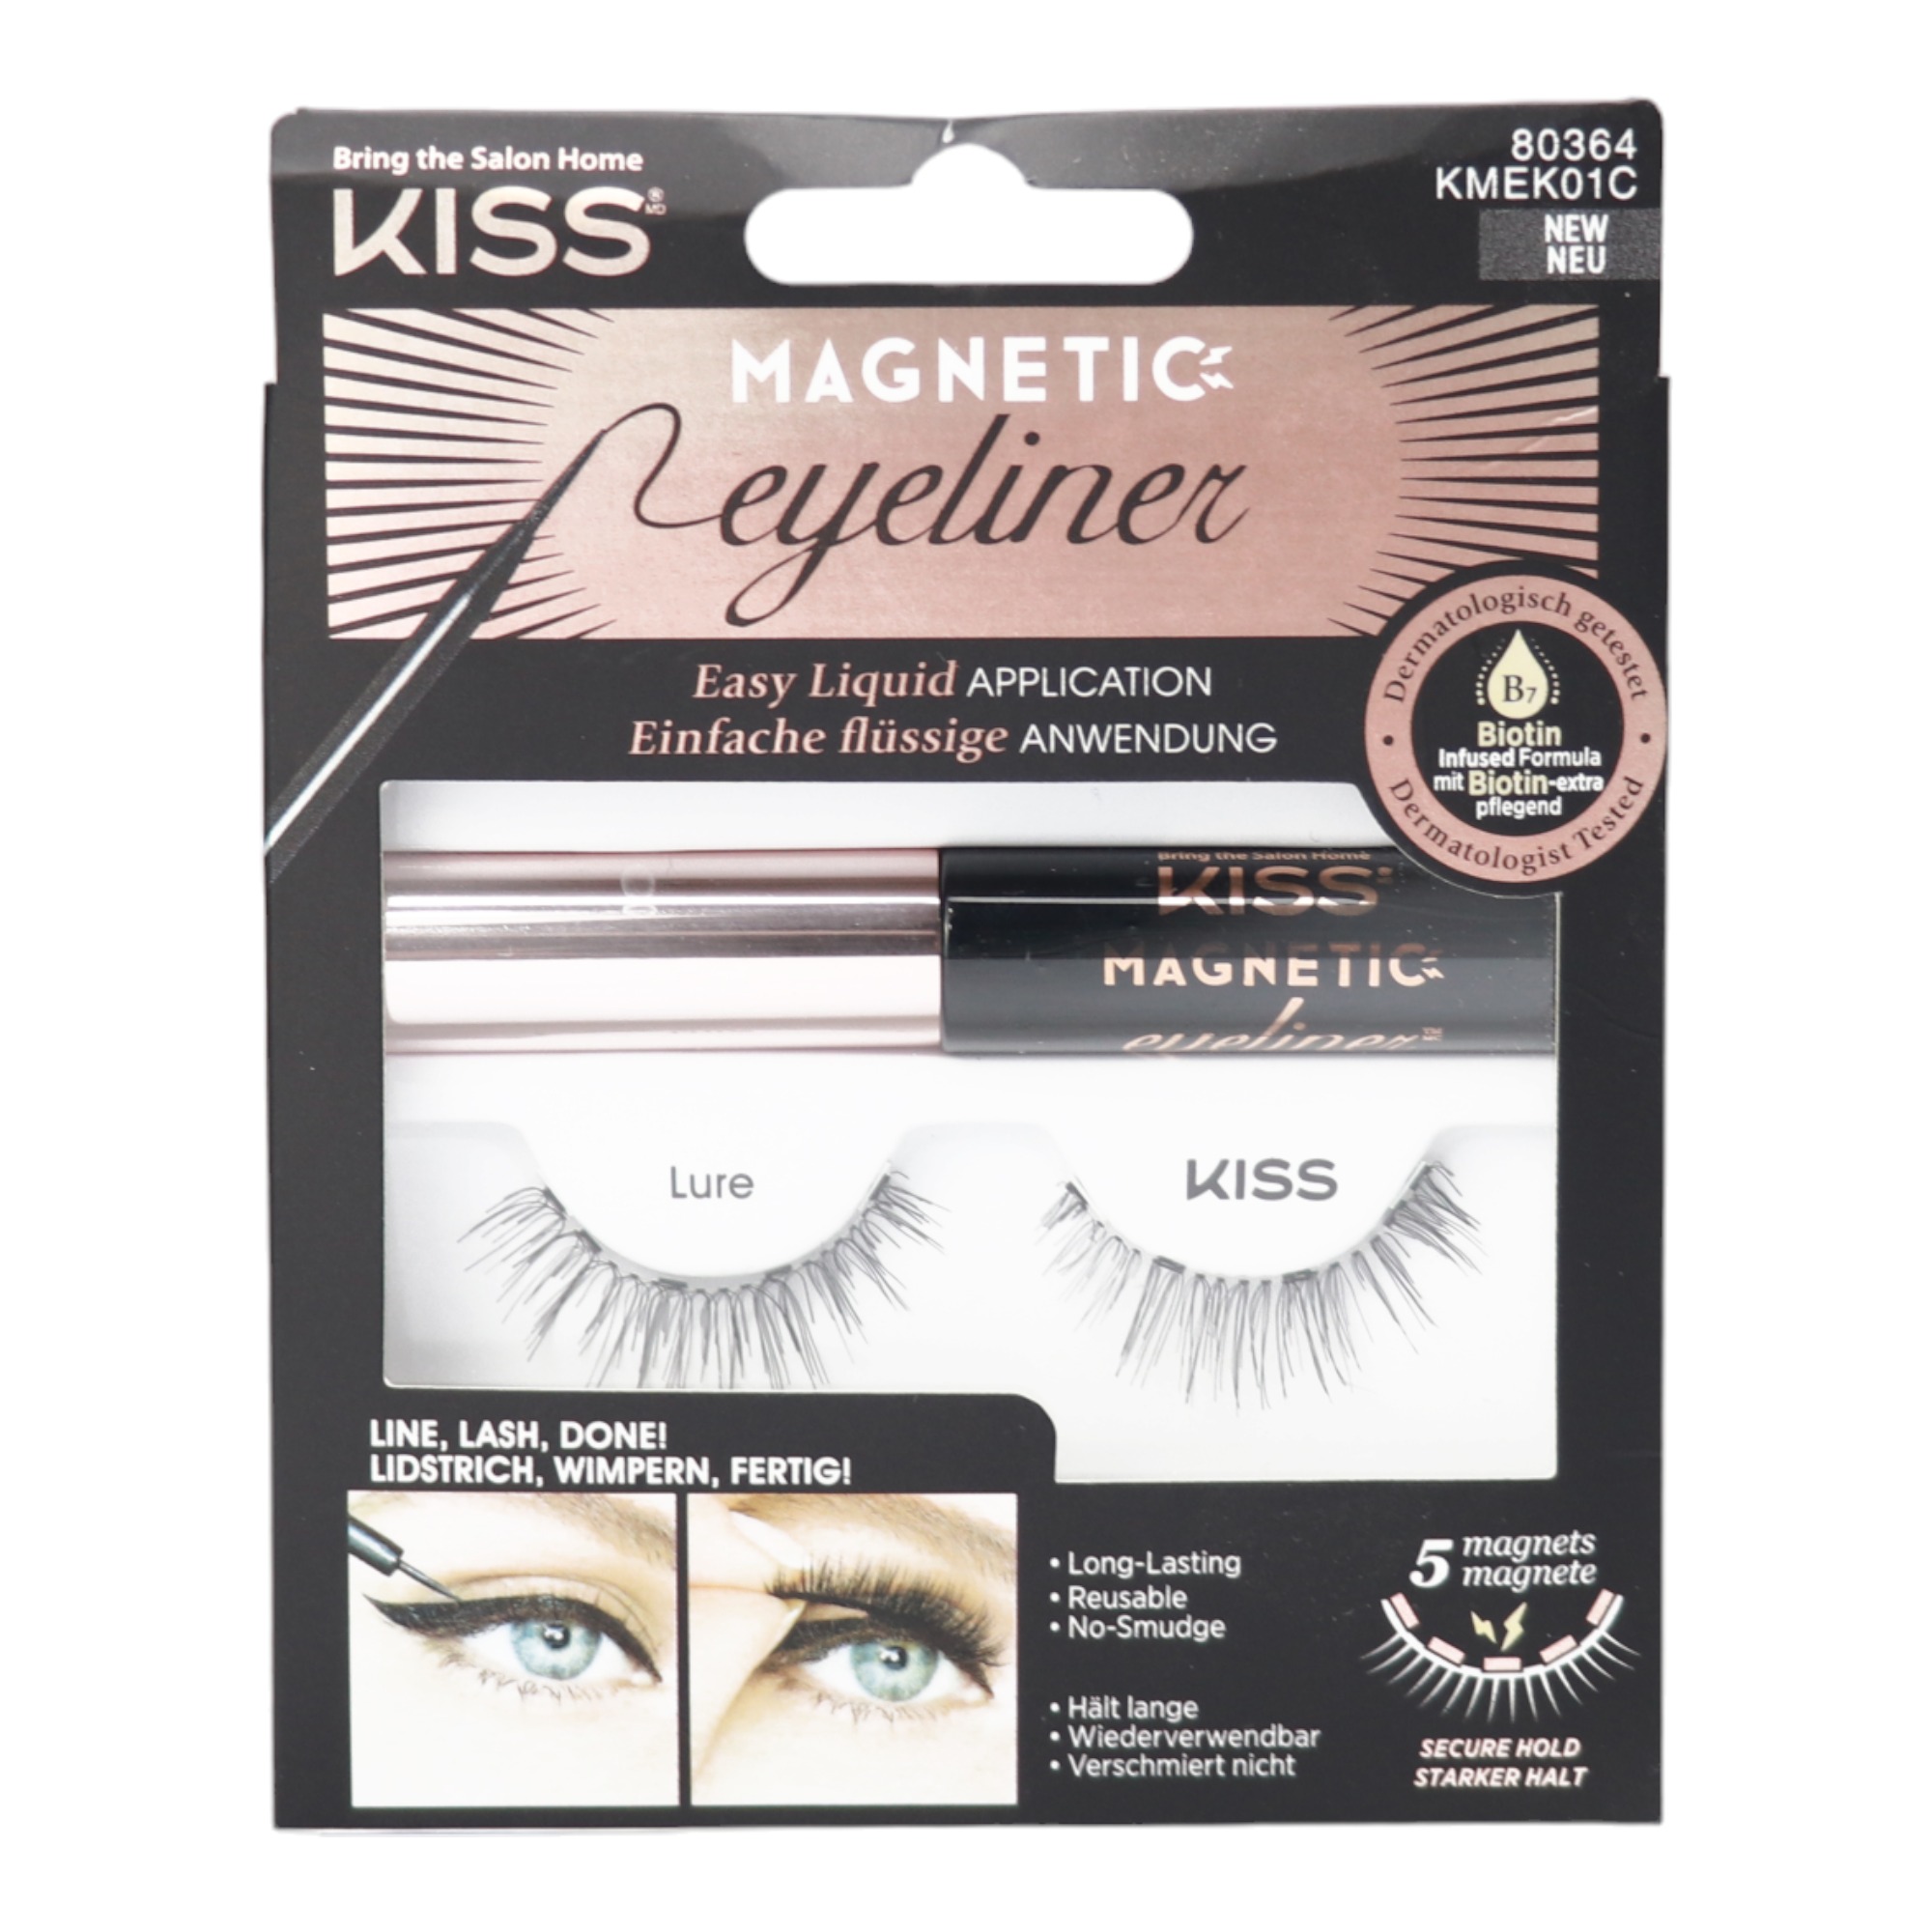 Bring the Salon Home
KISS® MD
80364
KMEK01C
NEW
NEU
MAGNETIC
eyeliner
Easy Liquid APPLICATION
Einfache flüssige ANWENDUNG
Dermatologisch getestet
B7
Biotin
Infused Formula
mit Biotin-extra
pflegend
Dermatologist Tested
Bring the Salon Home
KISS
MAGNETIC
eyeliner™
Lure
KISS
LINE, LASH, DONE!
LIDSTRICH, WIMPERN, FERTIG!
• Long-Lasting
• Reusable
• No-Smudge
• Hält lange
• Wiederverwendbar
• Verschmiert nicht
5 magnets
magnete
SECURE HOLD
STARKER HALT